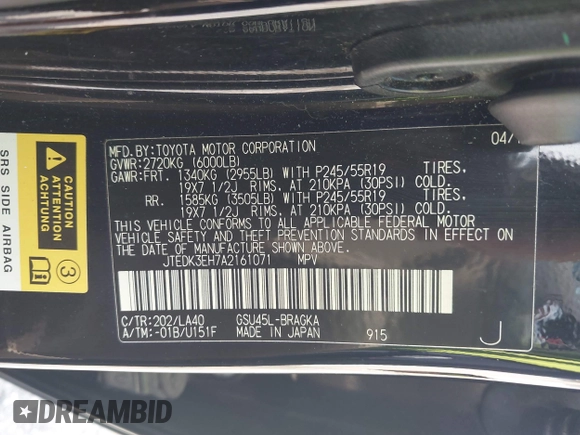 MFD.BY:TOYOTA MOTOR CORPORATION 04/
GVWR:2720KG (6000LB)
GAWR:FRT. 1340KG (2955LB) WITH P245/55R19 TIRES,
19X7 1/2J RIMS, AT 210KPA (30PSI) COLD.
RR. 1585KG (3505LB) WITH P245/55R19 TIRES,
19X7 1/2J RIMS, AT 210KPA (30PSI) COLD.
THIS VEHICLE CONFORMS TO ALL APPLICABLE FEDERAL MOTOR
VEHICLE SAFETY AND THEFT PREVENTION STANDARDS IN EFFECT ON
THE DATE OF MANUFACTURE SHOWN ABOVE.
JTEDK3EH7A2161071 MPV
C/TR:202/LA40 GSU45L-BRAGKA
A/TM:-01B/U151F MADE IN JAPAN 915 J
SRS SIDE AIRBAG
CAUTION
ATTENTION
PRECAUCIÓN
3
DREAMBID